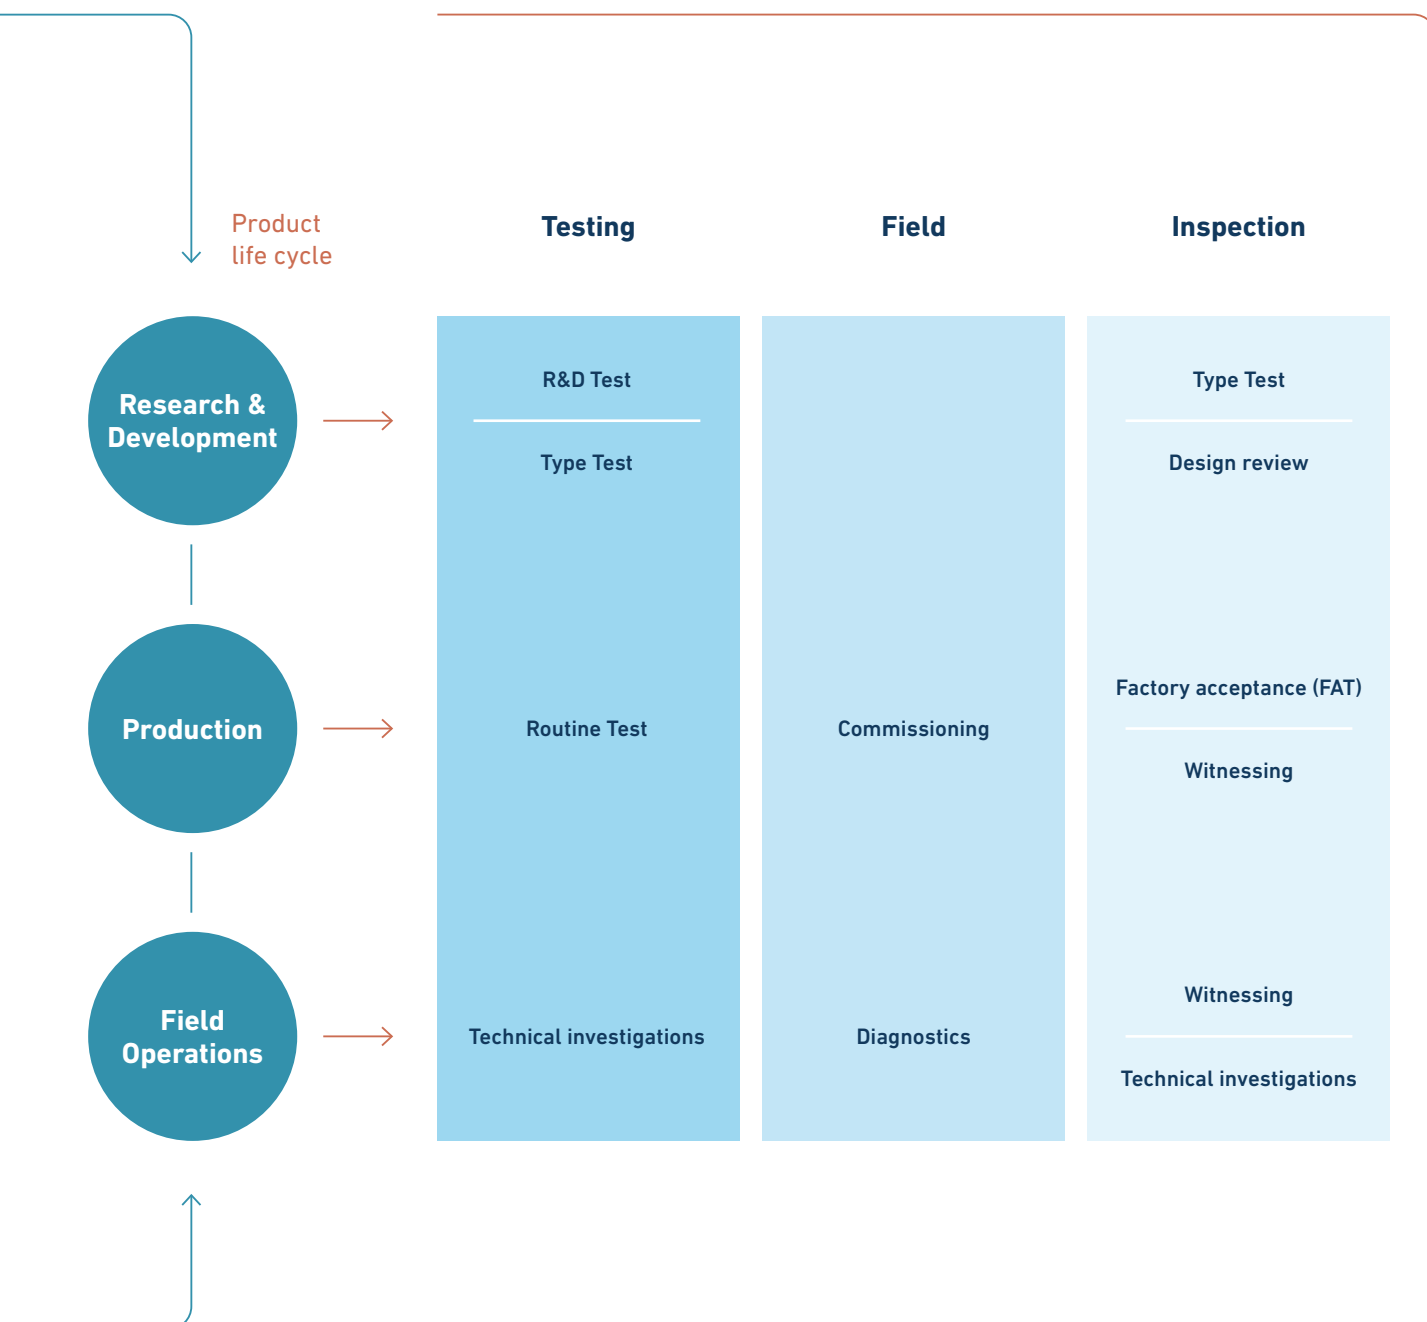 Product
life cycle
Testing
Field
Inspection
Research &
Development
R&D Test
Type Test
Type Test
Design review
Production
Routine Test
Commissioning
Factory acceptance (FAT)
Witnessing
Field
Operations
Technical investigations
Diagnostics
Witnessing
Technical investigations